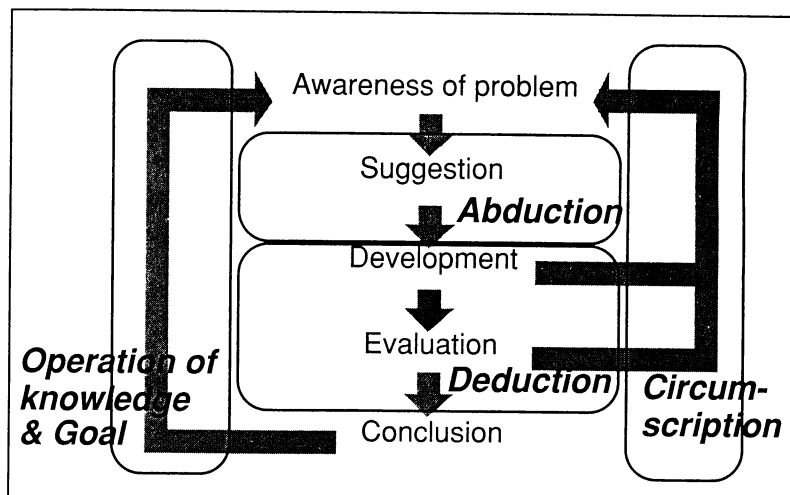 Awareness of problem
Suggestion
Abduction
Development
Evaluation
Deduction
Conclusion
Operation of
knowledge
& Goal
Circum-
scription